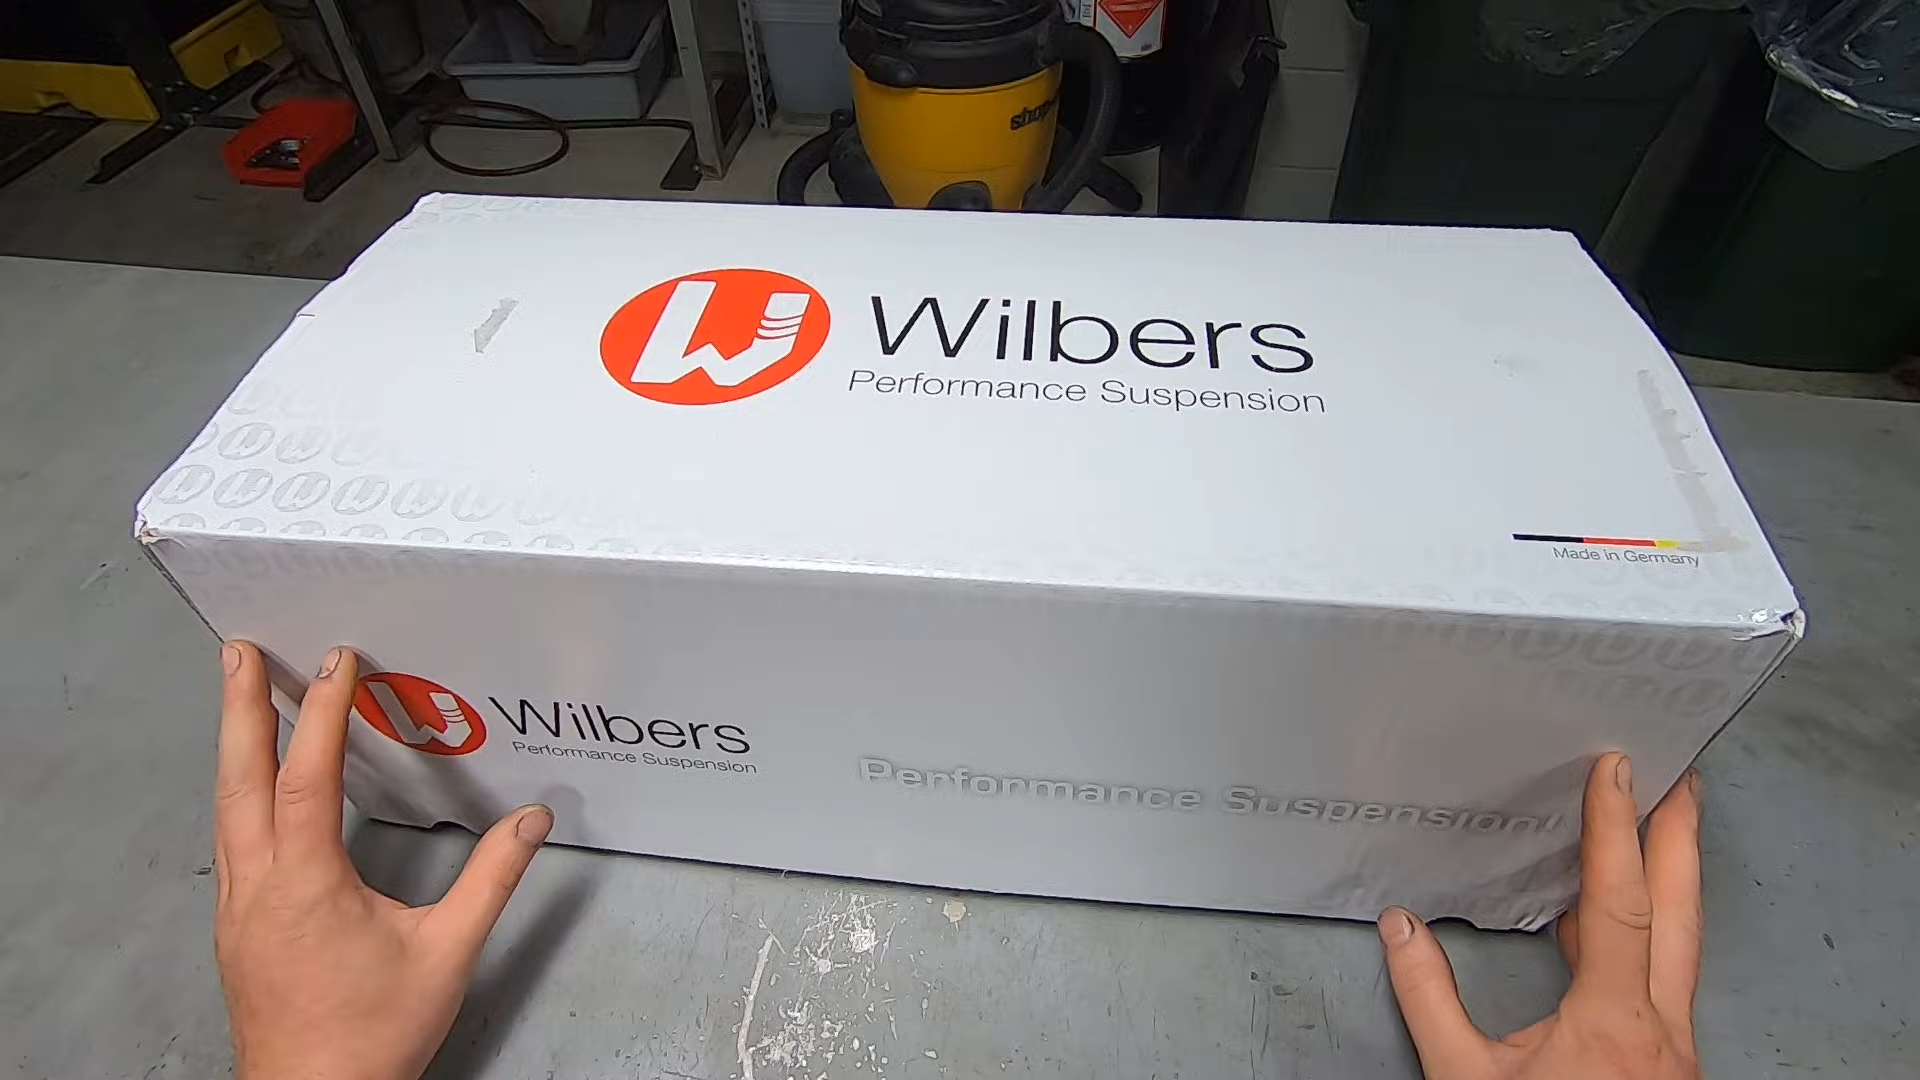 Wilbers
Performance Suspension
Made in Germany
Wilbers
Performance Suspension
Performance Suspension!